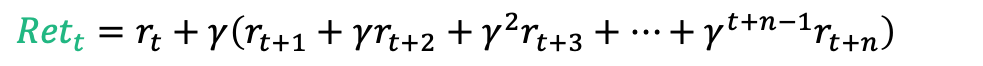 Ret_t = r_t + γ(r_{t+1} + γr_{t+2} + γ^2r_{t+3} + ⋯ + γ^{t+n−1}r_{t+n})